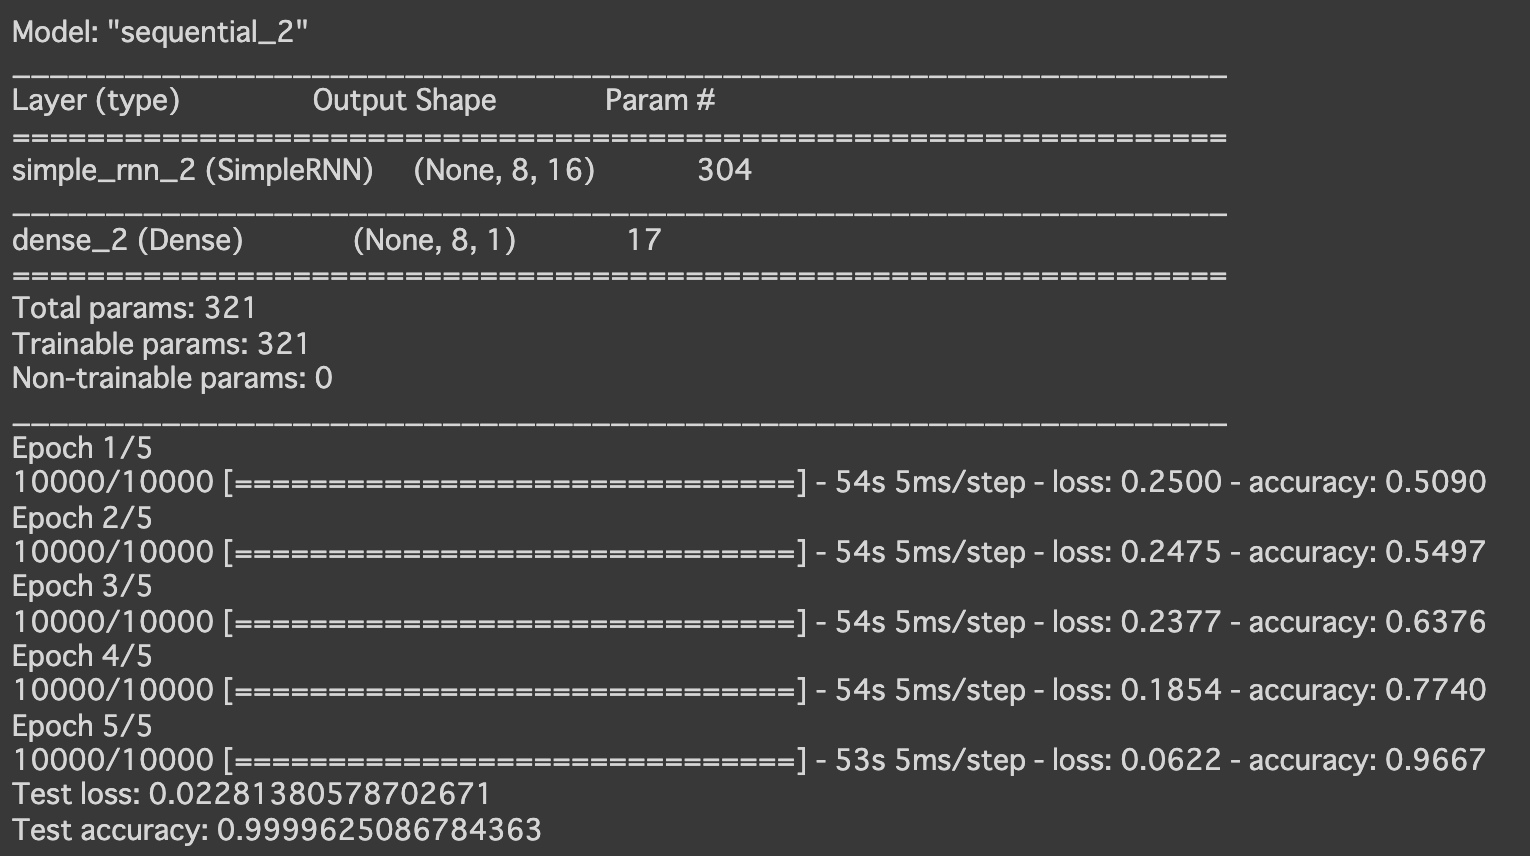 Model: "sequential_2"
_________________________________________________________________
Layer (type)                 Output Shape              Param #
=================================================================
simple_rnn_2 (SimpleRNN)     (None, 8, 16)             304
_________________________________________________________________
dense_2 (Dense)              (None, 8, 1)              17
=================================================================
Total params: 321
Trainable params: 321
Non-trainable params: 0
_________________________________________________________________
Epoch 1/5
10000/10000 [==============================] - 54s 5ms/step - loss: 0.2500 - accuracy: 0.5090
Epoch 2/5
10000/10000 [==============================] - 54s 5ms/step - loss: 0.2475 - accuracy: 0.5497
Epoch 3/5
10000/10000 [==============================] - 54s 5ms/step - loss: 0.2377 - accuracy: 0.6376
Epoch 4/5
10000/10000 [==============================] - 54s 5ms/step - loss: 0.1854 - accuracy: 0.7740
Epoch 5/5
10000/10000 [==============================] - 53s 5ms/step - loss: 0.0622 - accuracy: 0.9667
Test loss: 0.02281380578702671
Test accuracy: 0.9999625086784363